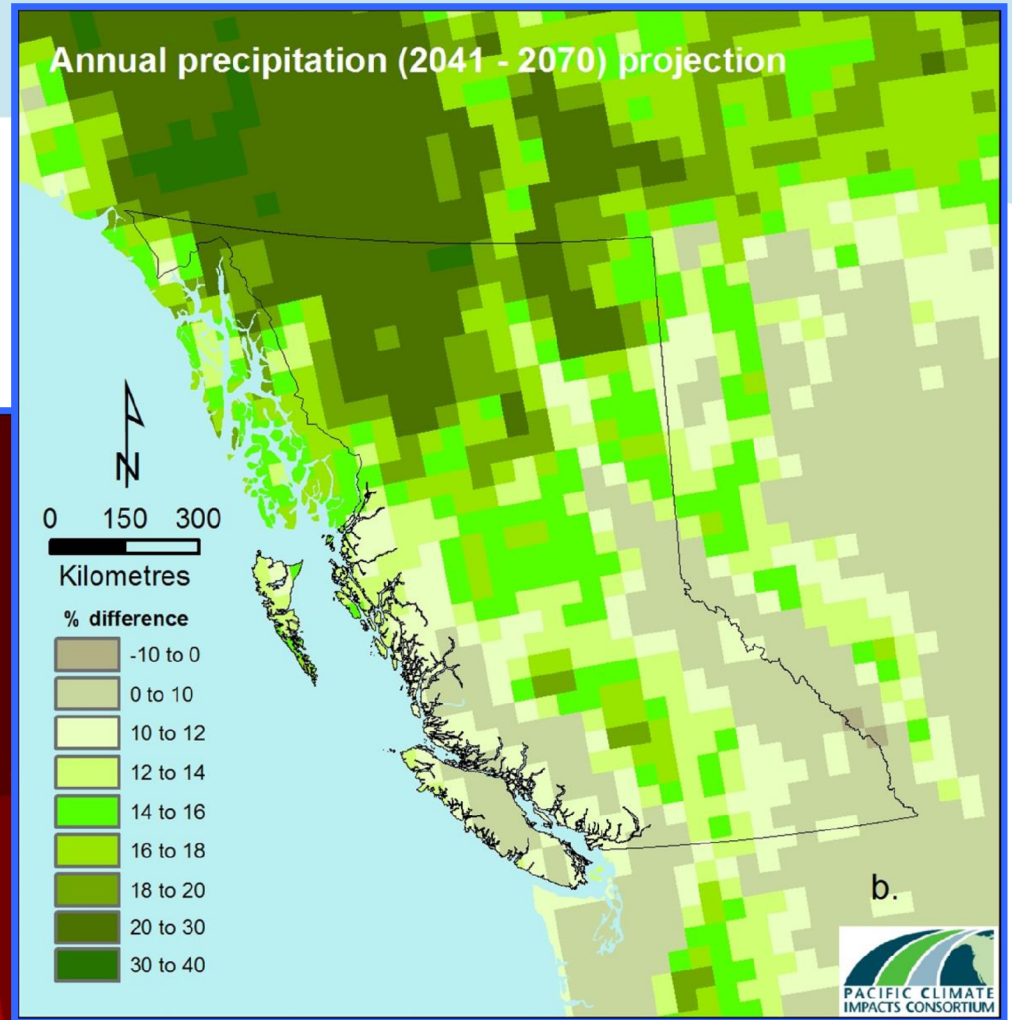 Annual precipitation (2041 - 2070) projection
N
0 150 300
Kilometres
% difference
-10 to 0
0 to 10
10 to 12
12 to 14
14 to 16
16 to 18
18 to 20
20 to 30
30 to 40
b.
PACIFIC CLIMATE
IMPACTS CONSORTIUM